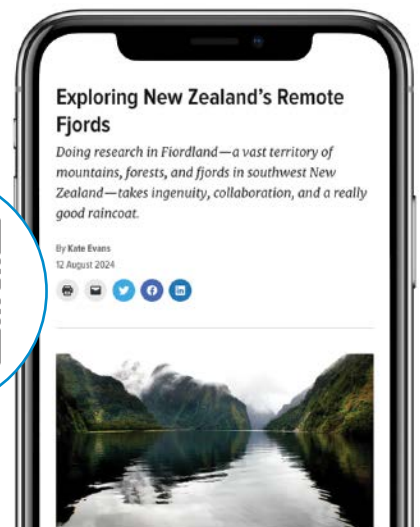 Exploring New Zealand's Remote
Fjords
Doing research in Fiordland—a vast territory of
mountains, forests, and fjords in southwest New
Zealand—takes ingenuity, collaboration, and a really
good raincoat.
By Kate Evans
12 August 2024